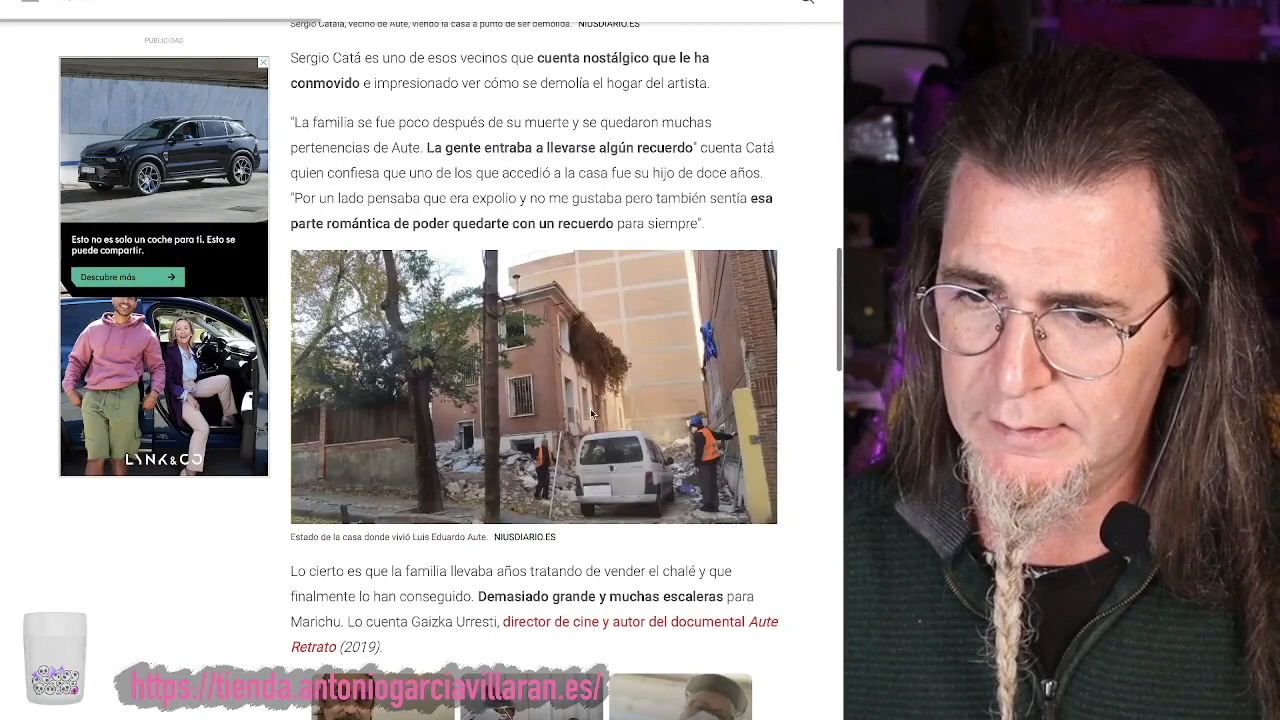 Sergio Catalá, vecino de Aute, viendo la casa a punto de ser demolida. NIUSDIARIO.ES
PUBLICIDAD
Sergio Catá es uno de esos vecinos que cuenta nostálgico que le ha
conmovido e impresionado ver cómo se demolía el hogar del artista.
"La familia se fue poco después de su muerte y se quedaron muchas
pertenencias de Aute. La gente entraba a llevarse algún recuerdo" cuenta Catá
quien confiesa que uno de los que accedió a la casa fue su hijo de doce años.
"Por un lado pensaba que era expolio y no me gustaba pero también sentía esa
parte romántica de poder quedarte con un recuerdo para siempre".
Esto no es solo un coche para ti. Esto se
puede compartir.
Descubre más
LYNK&CO
Estado de la casa donde vivió Luis Eduardo Aute. NIUSDIARIO.ES
Lo cierto es que la familia llevaba años tratando de vender el chalé y que
finalmente lo han conseguido. Demasiado grande y muchas escaleras para
Marichu. Lo cuenta Gaizka Urresti, director de cine y autor del documental Aute
Retrato (2019).
https://tienda.antoniogarciavillaran.es/